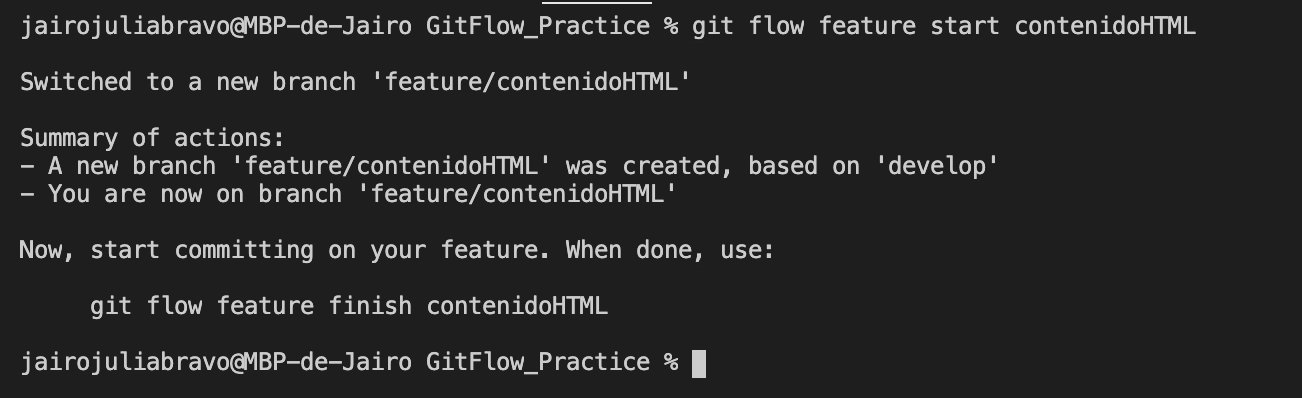 jairojuliabravo@MBP-de-Jairo GitFlow_Practice % git flow feature start contenidoHTML
Switched to a new branch 'feature/contenidoHTML'
Summary of actions:
- A new branch 'feature/contenidoHTML' was created, based on 'develop'
- You are now on branch 'feature/contenidoHTML'
Now, start committing on your feature. When done, use:
git flow feature finish contenidoHTML
jairojuliabravo@MBP-de-Jairo GitFlow_Practice %